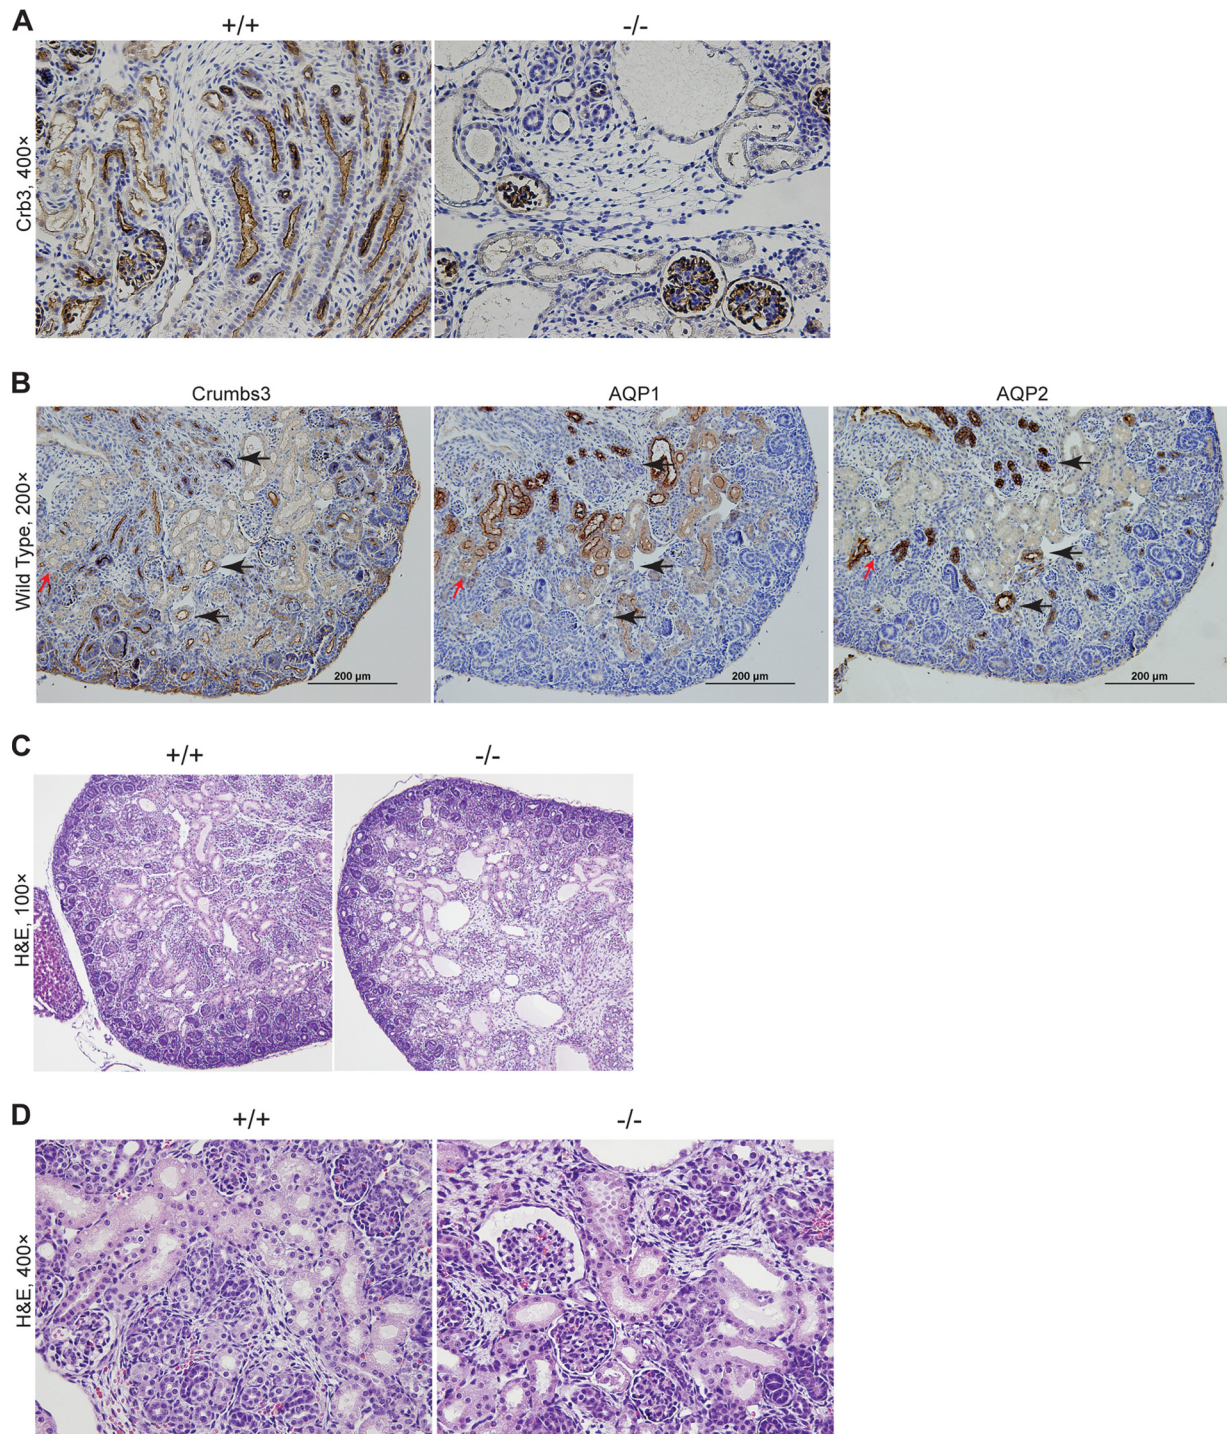 A
+/+
-/-
Crb3, 400×
B
Crumbs3
AQP1
AQP2
Wild Type, 200×
200 µm
200 µm
200 µm
C
+/+
-/-
H&E, 100×
D
+/+
-/-
H&E, 400×